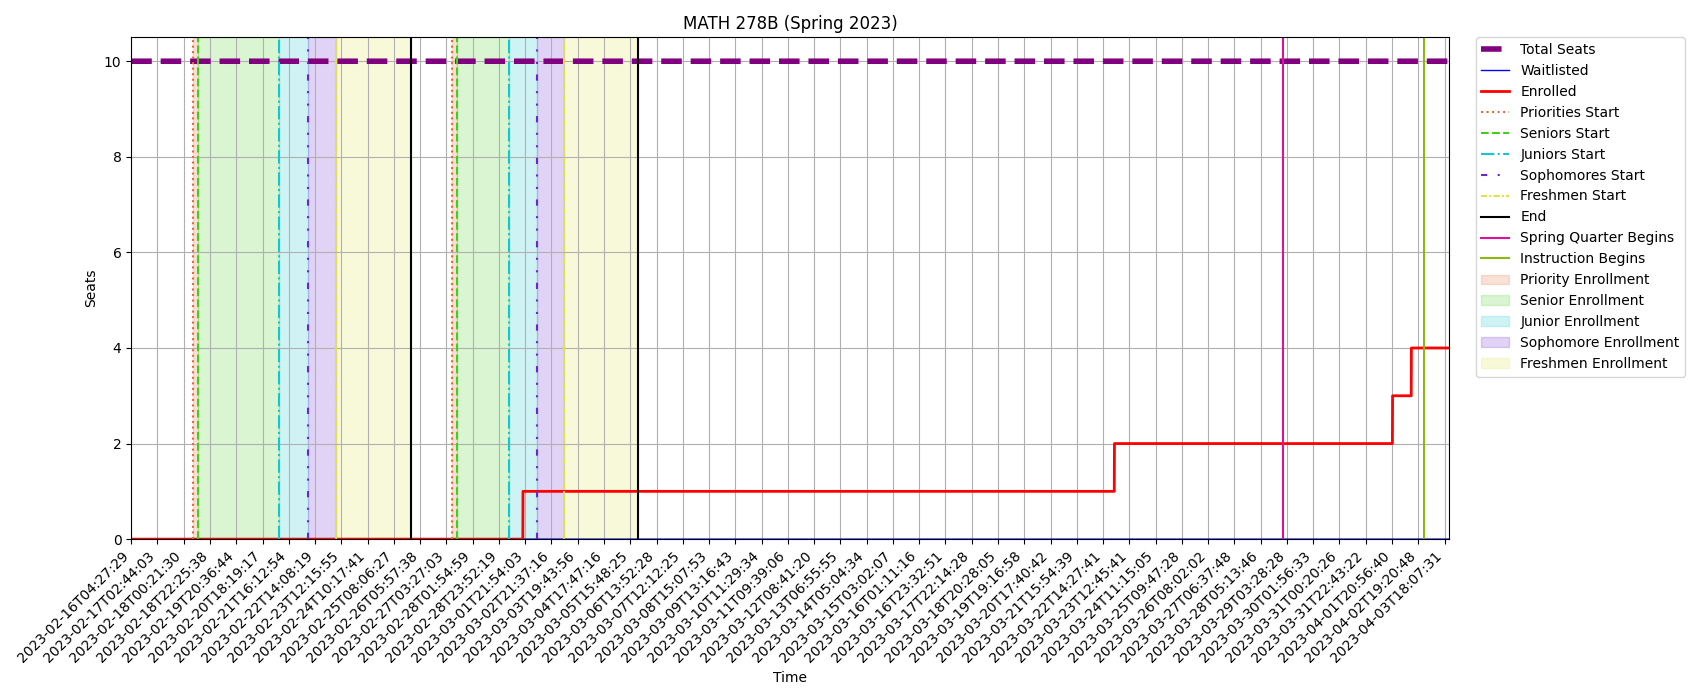 MATH 278B (Spring 2023)
10
8
6
4
2
0
Seats
2023-02-16T04:27:29
2023-02-17T02:44:03
2023-02-18T00:21:30
2023-02-18T22:25:38
2023-02-19T20:36:44
2023-02-20T18:19:17
2023-02-21T16:12:54
2023-02-22T14:08:19
2023-02-23T12:15:55
2023-02-24T10:17:41
2023-02-25T08:06:27
2023-02-26T05:57:38
2023-02-27T03:27:03
2023-02-28T01:54:59
2023-02-28T23:52:19
2023-03-01T21:54:03
2023-03-02T21:37:16
2023-03-03T19:43:56
2023-03-04T17:47:16
2023-03-05T15:48:25
2023-03-06T13:52:28
2023-03-07T12:12:25
2023-03-08T15:07:53
2023-03-09T13:16:43
2023-03-10T11:29:34
2023-03-11T09:39:06
2023-03-12T08:41:20
2023-03-13T06:55:55
2023-03-14T05:04:34
2023-03-15T03:02:07
2023-03-16T01:11:16
2023-03-16T23:32:51
2023-03-17T22:14:28
2023-03-18T20:28:05
2023-03-19T19:16:58
2023-03-20T17:40:42
2023-03-21T15:54:39
2023-03-22T14:27:41
2023-03-23T12:45:41
2023-03-24T11:15:05
2023-03-25T09:47:28
2023-03-26T08:02:02
2023-03-27T06:37:48
2023-03-28T05:13:46
2023-03-29T03:28:28
2023-03-30T01:56:33
2023-03-31T00:20:26
2023-03-31T22:43:22
2023-04-01T20:56:40
2023-04-02T19:20:48
2023-04-03T18:07:31
Time
Total Seats
Waitlisted
Enrolled
Priorities Start
Seniors Start
Juniors Start
Sophomores Start
Freshmen Start
End
Spring Quarter Begins
Instruction Begins
Priority Enrollment
Senior Enrollment
Junior Enrollment
Sophomore Enrollment
Freshmen Enrollment